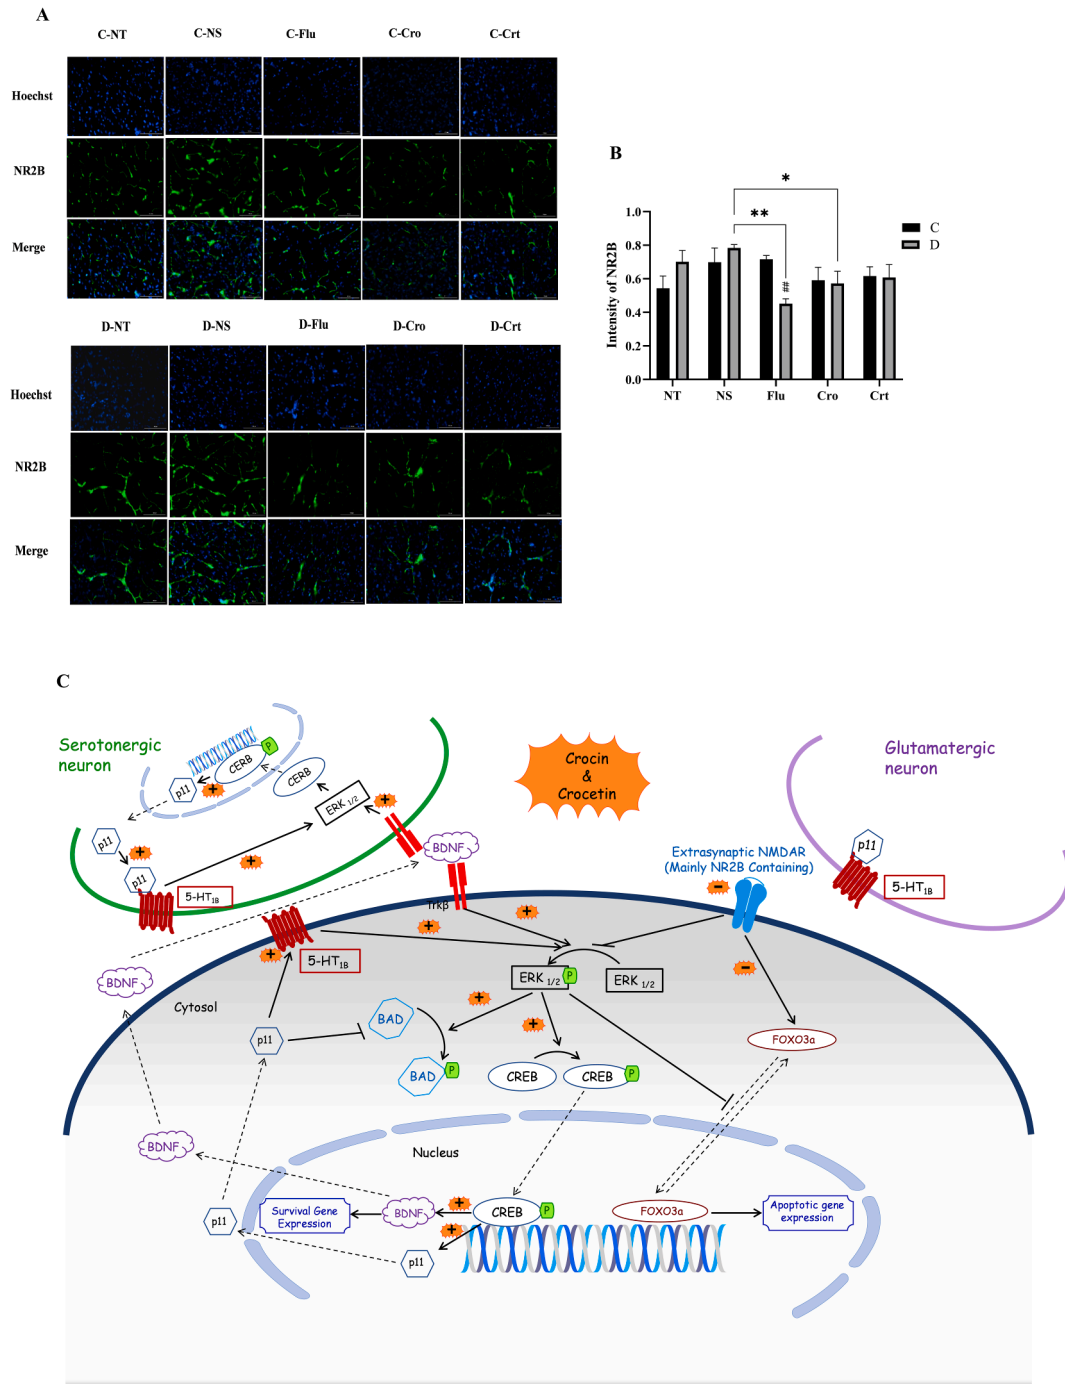 A
C-NT C-NS C-Flu C-Cro C-Crt
Hoechst
NR2B
Merge
D-NT D-NS D-Flu D-Cro D-Crt
Hoechst
NR2B
Merge
B
*
**
C
D
Intensity of NR2B
1.0
0.8
0.6
0.4
0.2
0.0
##
NT NS Flu Cro Crt
C
Serotonergic
neuron
P
CERB
CERB
p11
+
ERK 1/2
+
p11
+
+
p11
5-HT1B
BDNF
Crocin
&
Crocetin
Glutamatergic
neuron
p11
5-HT1B
Extrasynaptic NMDAR
(Mainly NR2B Containing)
−
Trkβ
+
+
+
5-HT1B
−
BDNF
Cytosol
ERK 1/2
P
ERK 1/2
+
+
BAD
p11
FOXO3a
BAD
P
CREB
CREB
P
BDNF
Nucleus
Survival Gene
Expression
BDNF
+
CREB
P
FOXO3a
Apoptotic gene
expression
p11
+
p11